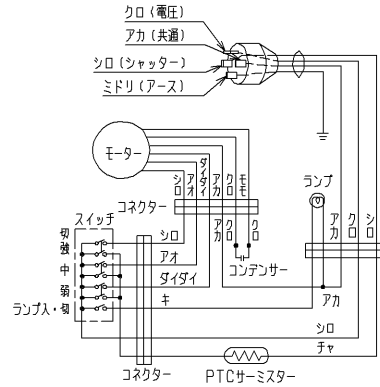 クロ（電圧）
アカ（共通）
シロ（シャッター）
ミドリ（アース）
モーター
ダイダイ
シロ
アオ
アカ
クロ
モモ
コネクター
ランプ
アカ
クロ
シロ
スイッチ
切
強
中
弱
ランプ入・切
シロ
アオ
ダイダイ
キ
アカ
クロ
クロ
コンデンサー
アカ
シロ
チャ
コネクター
PTCサーミスター